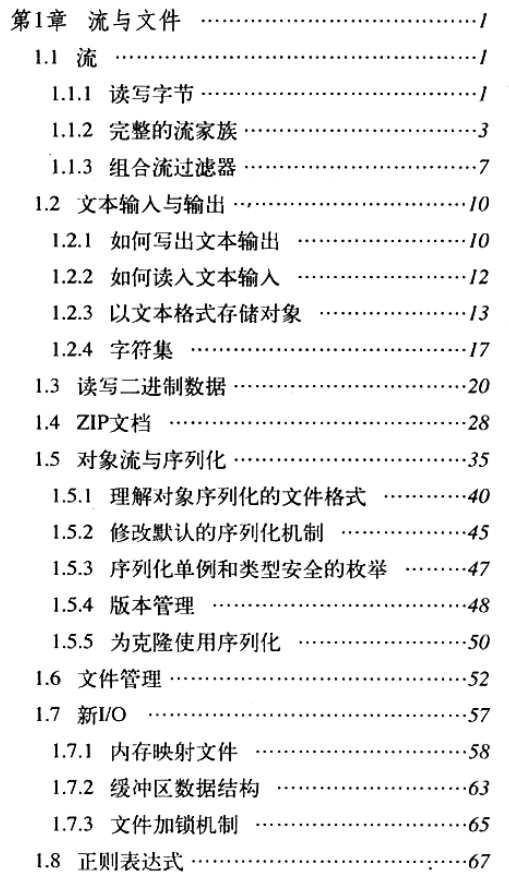 第1章 流与文件 ……………………………1
1.1 流 ……………………………………1
1.1.1 读写字节……………………………1
1.1.2 完整的流家族………………………3
1.1.3 组合流过滤器………………………7
1.2 文本输入与输出………………………10
1.2.1 如何写出文本输出 ………………10
1.2.2 如何读入文本输入 ………………12
1.2.3 以文本格式存储对象 ……………13
1.2.4 字符集 ……………………………17
1.3 读写二进制数据………………………20
1.4 ZIP文档 ………………………………28
1.5 对象流与序列化………………………35
1.5.1 理解对象序列化的文件格式 ………40
1.5.2 修改默认的序列化机制 ……………45
1.5.3 序列化单例和类型安全的枚举 ………47
1.5.4 版本管理 ……………………………48
1.5.5 为克隆使用序列化 …………………50
1.6 文件管理………………………………52
1.7 新I/O …………………………………57
1.7.1 内存映射文件 ………………………58
1.7.2 缓冲区数据结构 ……………………63
1.7.3 文件加锁机制 ………………………65
1.8 正则表达式……………………………67